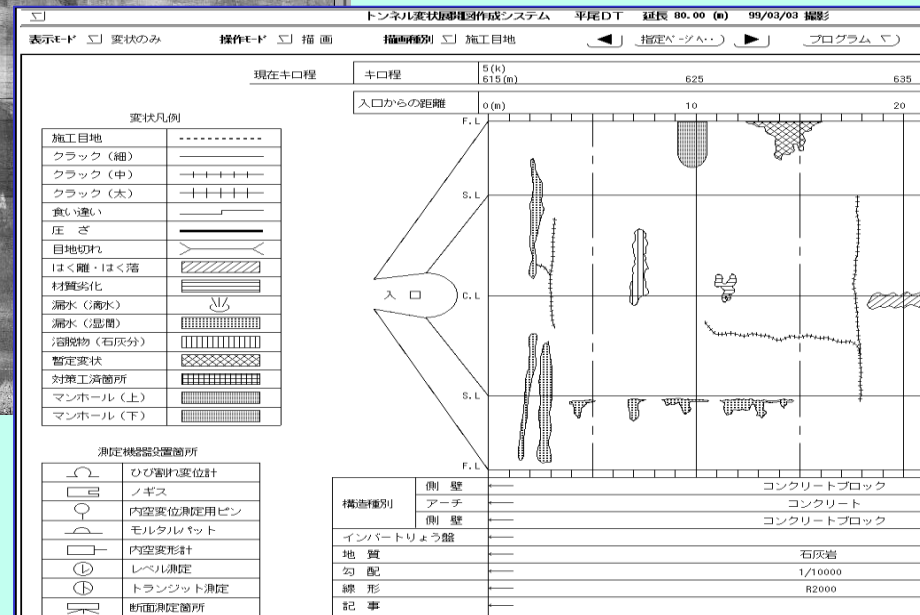 トンネル変状展開図作成システム 平尾DT 延長 80.00 (m) 99/03/03 撮影
表示モード 変状のみ 操作モード 描画 描画種別 施工目地 ◀ 指定ページへ‥) ▶ プログラム
現在キロ程 キロ程 5(k)
615(m) 625 635
入口からの距離 0(m) 10 20
変状凡例
施工目地
クラック（細）
クラック（中）
クラック（太）
食い違い
圧 ざ
目地切れ
はく離・はく落
材質劣化
漏水（滴水）
漏水（湿潤）
溶脱物（石灰分）
暫定変状
対策工済箇所
マンホール（上）
マンホール（下）
F.L
S.L
C.L
S.L
F.L
入 口
測定機器設置箇所
ひび割れ変位計
ノギス
内空変位測定用ピン
モルタルパット
内空変形計
レベル測定
トランジット測定
断面測定箇所
構造種別 側 壁 コンクリートブロック
アーチ コンクリート
側 壁 コンクリートブロック
インバートりょう盤
地 質 石灰岩
勾 配 1/10000
線 形 R2000
記 事